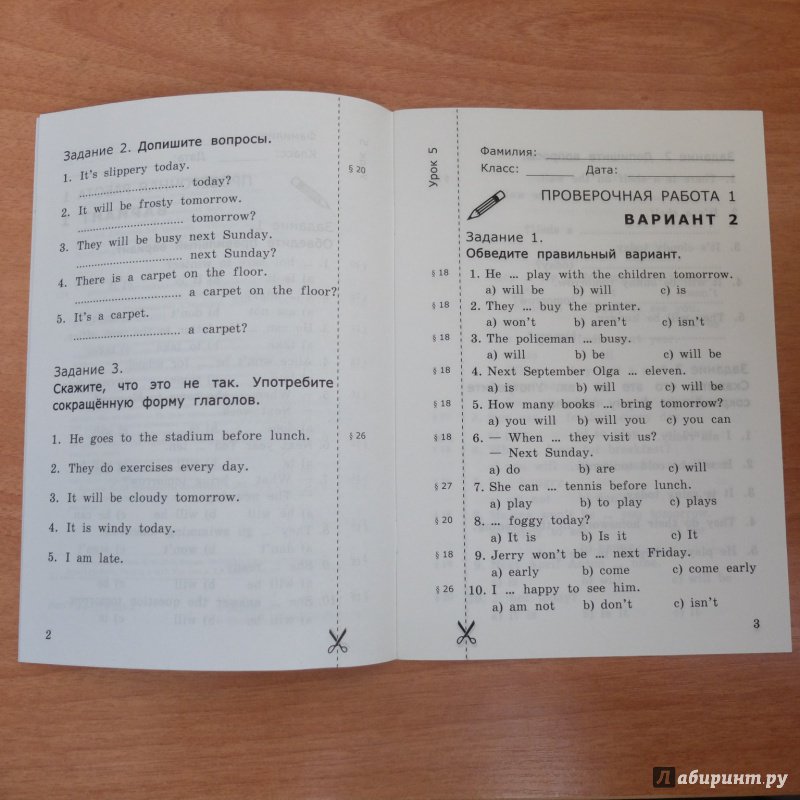 Задание 2. Допишите вопросы.
1. It's slippery today.
§ 20
............................ today?
2. It will be frosty tomorrow.
............................ tomorrow?
3. They will be busy next Sunday.
............................ next Sunday?
4. There is a carpet on the floor.
............................ a carpet on the floor?
5. It's a carpet.
............................ a carpet?
Задание 3.
Скажите, что это не так. Употребите
сокращённую форму глаголов.
1. He goes to the stadium before lunch.
§ 26
2. They do exercises every day.
3. It will be cloudy tomorrow.
4. It is windy today.
5. I am late.
2
Урок 5
Фамилия: ____________________
Класс: _______ Дата: ____________
ПРОВЕРОЧНАЯ РАБОТА 1
ВАРИАНТ 2
Задание 1.
Обведите правильный вариант.
§ 18 1. He ... play with the children tomorrow.
a) will be b) will c) is
§ 18 2. They ... buy the printer.
a) won't b) aren't c) isn't
§ 18 3. The policeman ... busy.
a) will b) be c) will be
§ 18 4. Next September Olga ... eleven.
a) is b) will c) will be
§ 18 5. How many books ... bring tomorrow?
a) you will b) will you c) you can
§ 18 6. — When ... they visit us?
— Next Sunday.
a) do b) are c) will
§ 27 7. She can ... tennis before lunch.
a) play b) to play c) plays
§ 20 8. ... foggy today?
a) It is b) Is it c) It
§ 18 9. Jerry won't be ... next Friday.
a) early b) come c) come early
§ 26 10. I ... happy to see him.
a) am not b) don't c) isn't
3
Лабиринт.ру